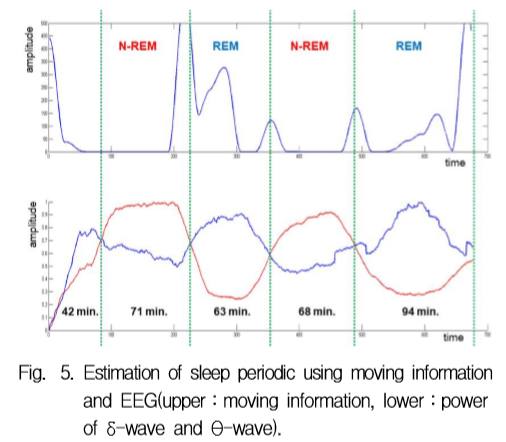 amplitude
N-REM
REM
N-REM
REM
time
amplitude
42 min.
71 min.
63 min.
68 min.
94 min.
time
Fig. 5. Estimation of sleep periodic using moving information
and EEG(upper : moving information, lower : power
of δ-wave and Θ-wave).